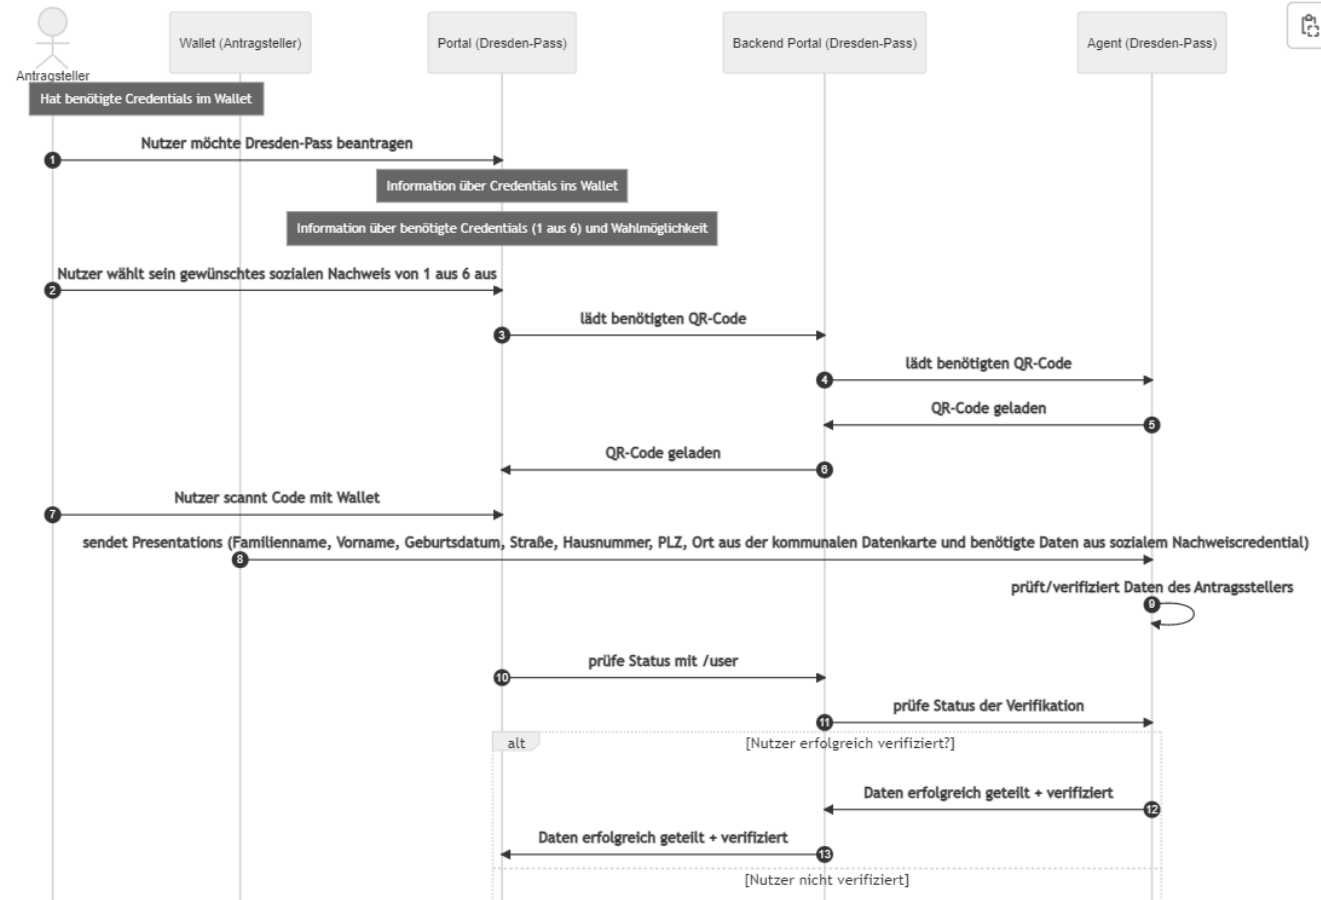 Wallet (Antragsteller)
Portal (Dresden-Pass)
Backend Portal (Dresden-Pass)
Agent (Dresden-Pass)
Antragsteller
Hat benötigte Credentials im Wallet
Nutzer möchte Dresden-Pass beantragen
1
Information über Credentials ins Wallet
Information über benötigte Credentials (1 aus 6) und Wahlmöglichkeit
Nutzer wählt sein gewünschtes sozialen Nachweis von 1 aus 6 aus
2
lädt benötigten QR-Code
3
lädt benötigten QR-Code
4
QR-Code geladen
5
QR-Code geladen
6
Nutzer scannt Code mit Wallet
7
sendet Presentations (Familienname, Vorname, Geburtsdatum, Straße, Hausnummer, PLZ, Ort aus der kommunalen Datenkarte und benötigte Daten aus sozialem Nachweiscredential)
8
prüft/verifiziert Daten des Antragsstellers
9
prüfe Status mit /user
10
prüfe Status der Verifikation
11
alt
[Nutzer erfolgreich verifiziert?]
Daten erfolgreich geteilt + verifiziert
12
Daten erfolgreich geteilt + verifiziert
13
[Nutzer nicht verifiziert]